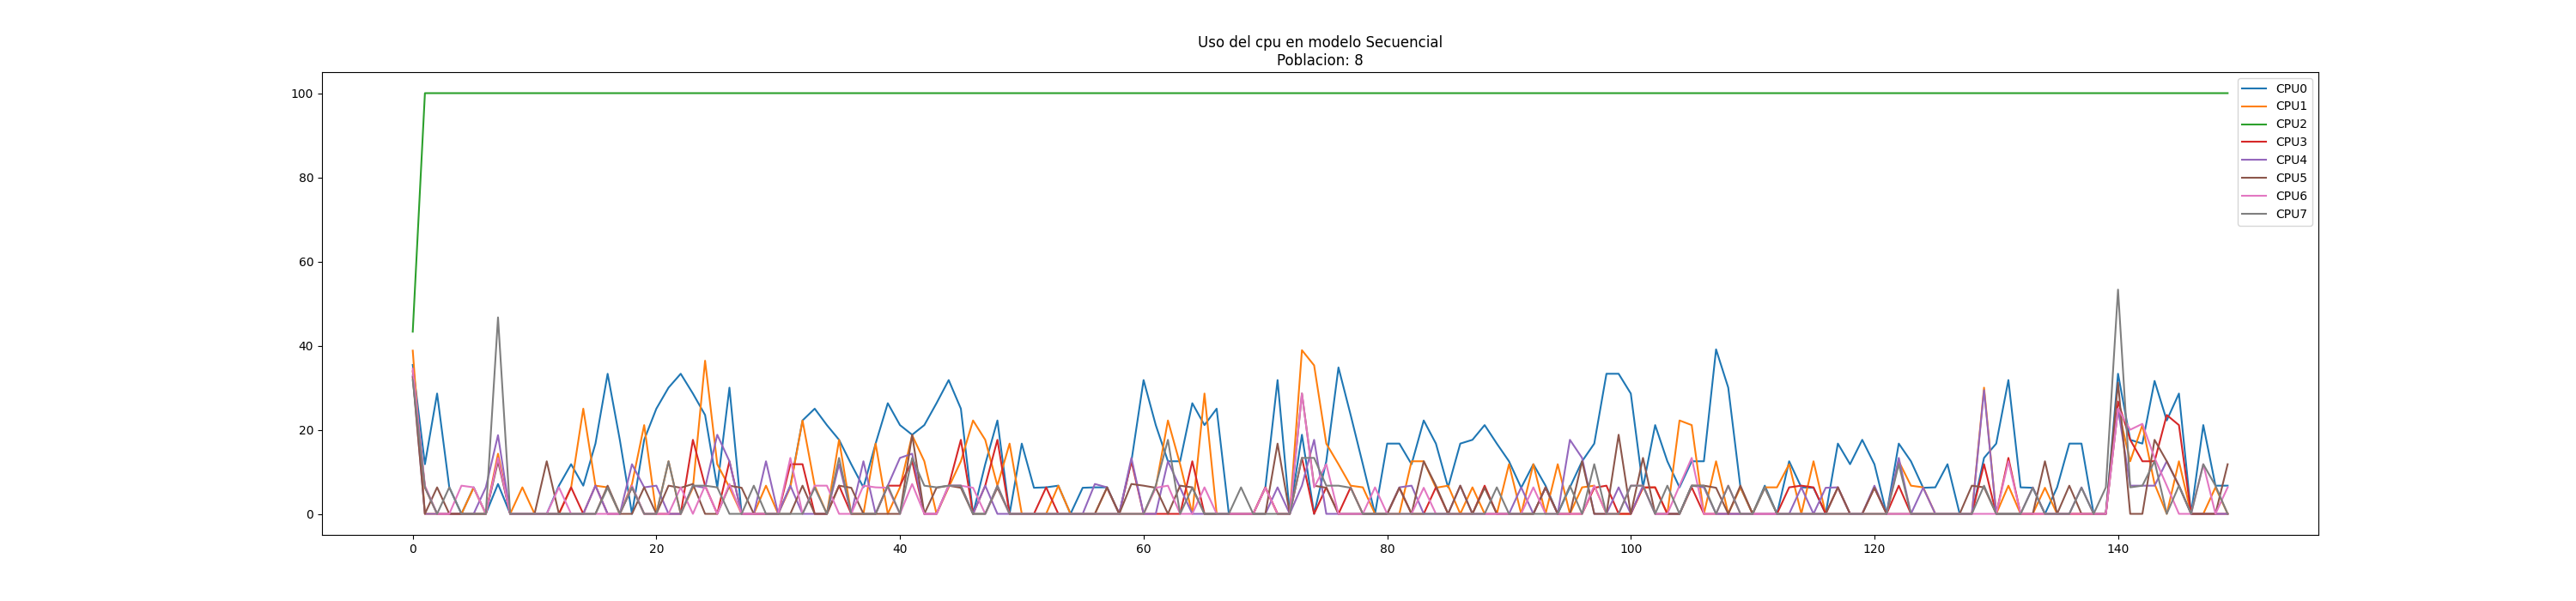 Uso del cpu en modelo Secuencial
Poblacion: 8
100
80
60
40
20
0
0 20 40 60 80 100 120 140
CPU0
CPU1
CPU2
CPU3
CPU4
CPU5
CPU6
CPU7